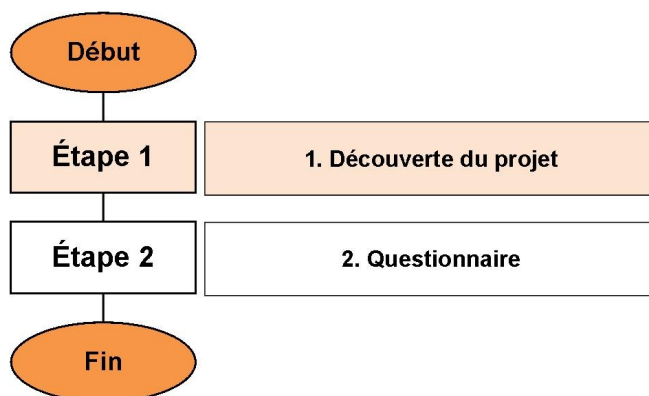 Début
Étape 1
1. Découverte du projet
Étape 2
2. Questionnaire
Fin